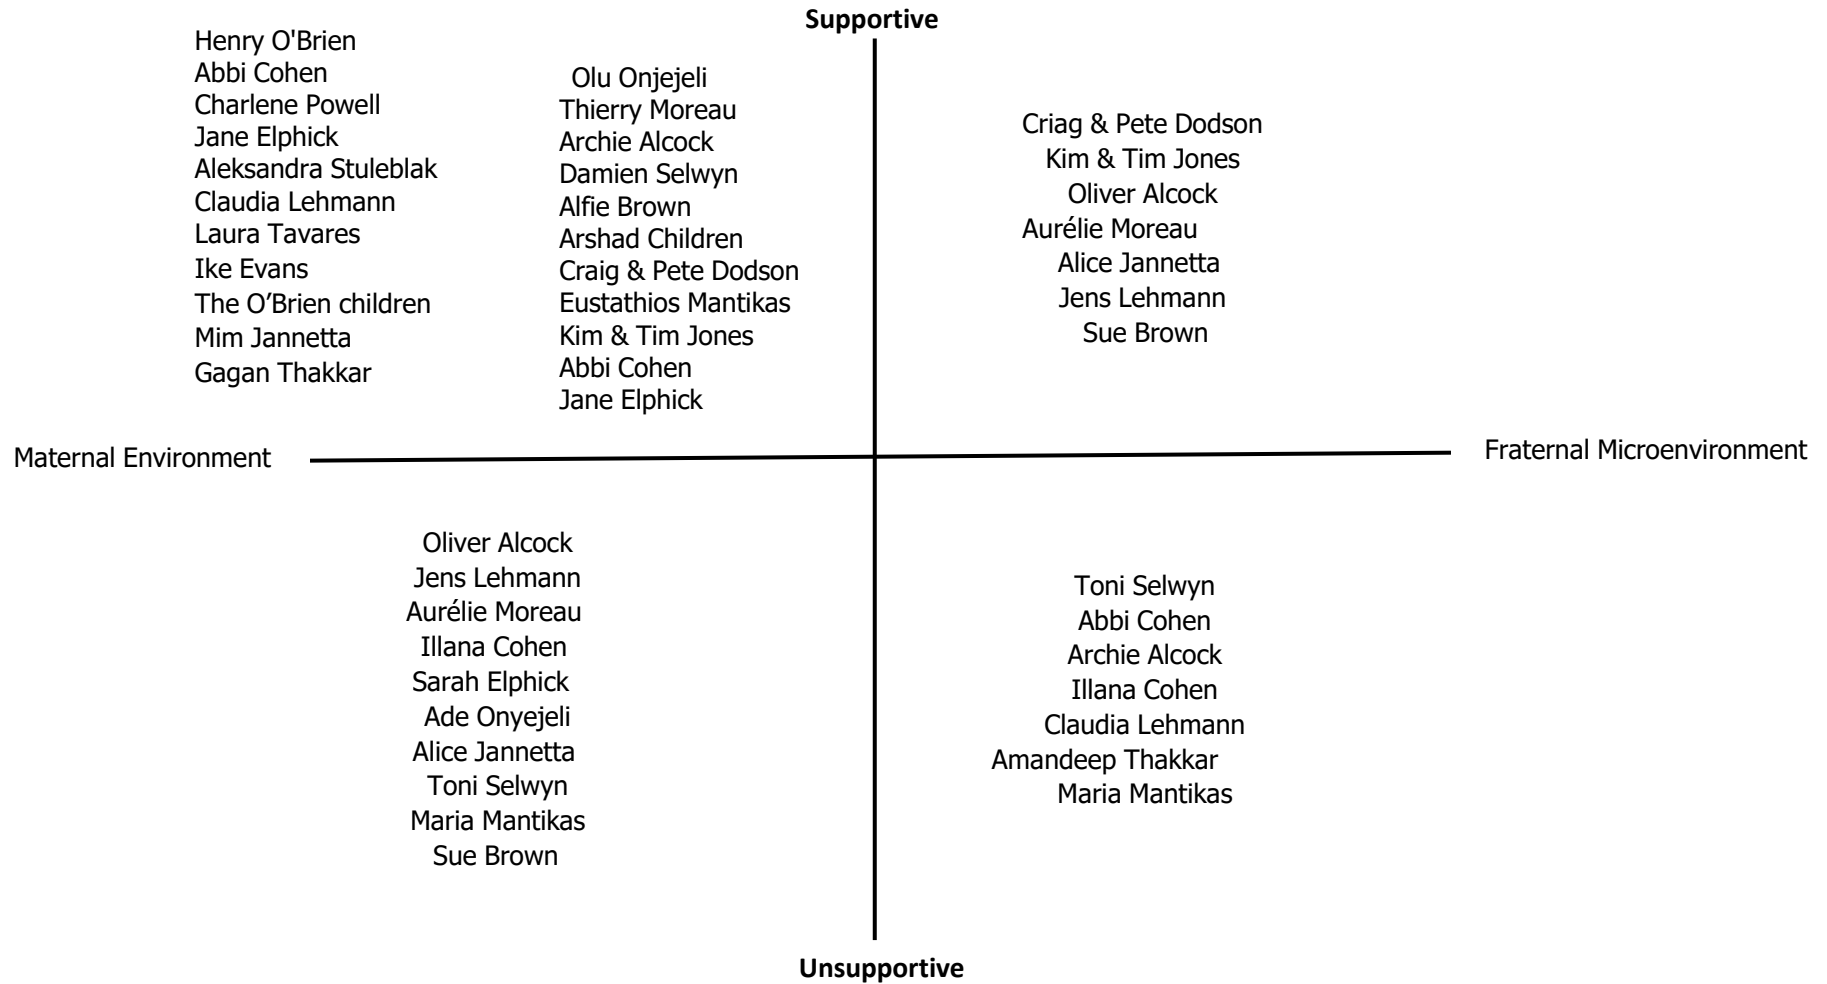 Supportive
Henry O'Brien
Abbi Cohen
Charlene Powell
Jane Elphick
Aleksandra Stuleblak
Claudia Lehmann
Laura Tavares
Ike Evans
The O’Brien children
Mim Jannetta
Gagan Thakkar
Olu Onjejeli
Thierry Moreau
Archie Alcock
Damien Selwyn
Alfie Brown
Arshad Children
Craig & Pete Dodson
Eustathios Mantikas
Kim & Tim Jones
Abbi Cohen
Jane Elphick
Criag & Pete Dodson
Kim & Tim Jones
Oliver Alcock
Aurélie Moreau
Alice Jannetta
Jens Lehmann
Sue Brown
Maternal Environment
Fraternal Microenvironment
Oliver Alcock
Jens Lehmann
Aurélie Moreau
Illana Cohen
Sarah Elphick
Ade Onyejeli
Alice Jannetta
Toni Selwyn
Maria Mantikas
Sue Brown
Toni Selwyn
Abbi Cohen
Archie Alcock
Illana Cohen
Claudia Lehmann
Amandeep Thakkar
Maria Mantikas
Unsupportive